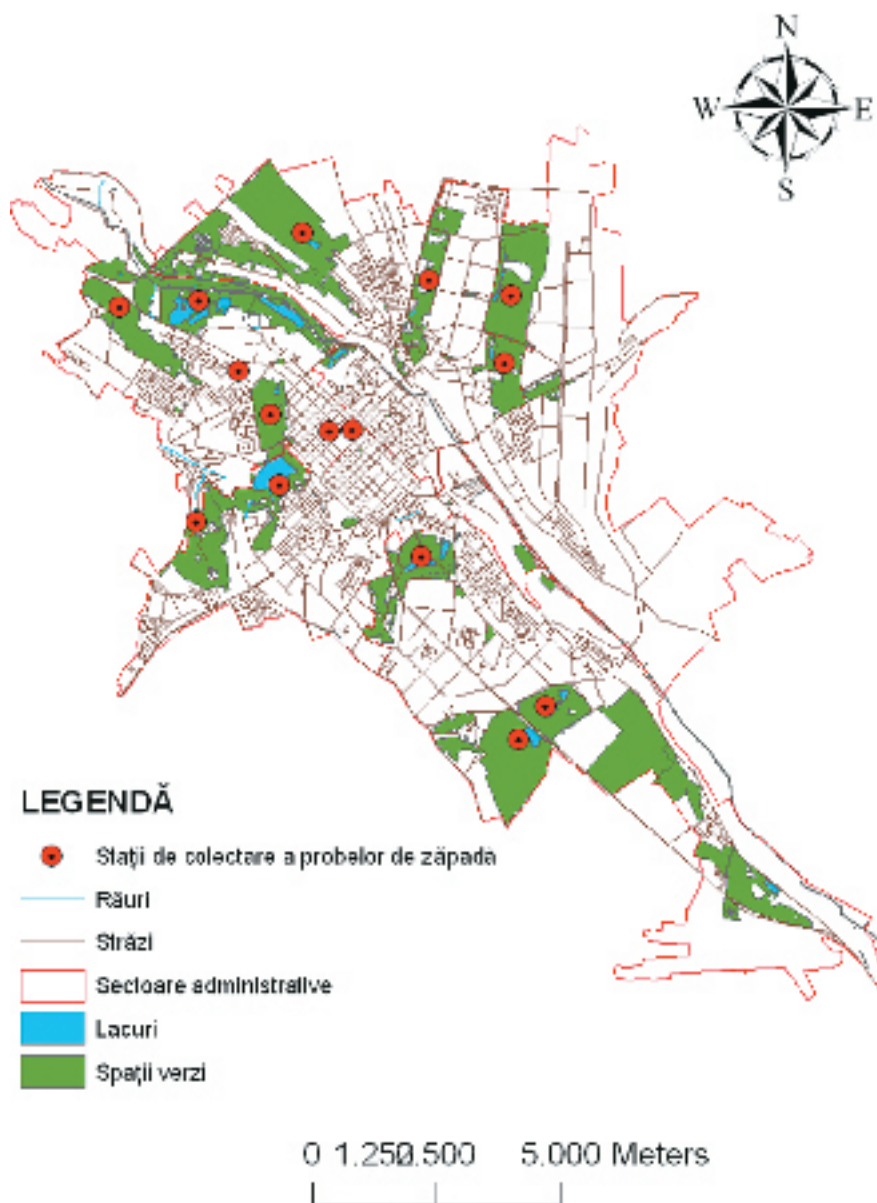 N
W E
S
LEGENDĂ
Stații de colectare a probelor de zăpadă
Râuri
Străzi
Sectoare administrative
Lacuri
Spații verzi
0 1.250 2.500 5.000 Meters